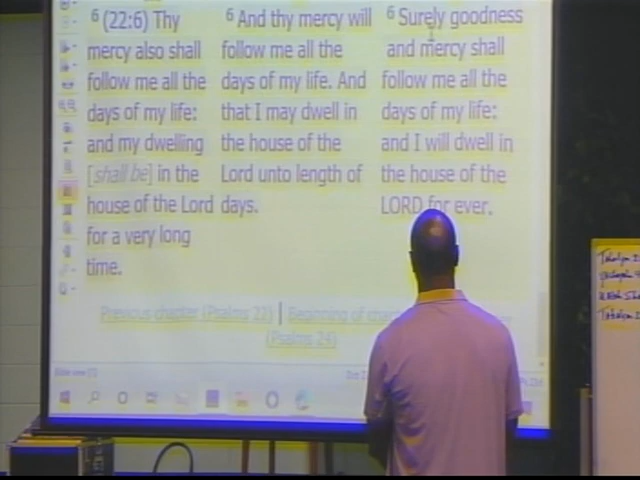 6 (22:6) Thy
mercy also shall
follow me all the
days of my life:
and my dwelling
[shall be] in the
house of the Lord
for a very long
time.
6 And thy mercy will
follow me all the
days of my life. And
that I may dwell in
the house of the
Lord unto length of
days.
6 Surely goodness
and mercy shall
follow me all the
days of my life:
and I will dwell in
the house of the
LORD for ever.
Previous chapter (Psalms 22) | Beginning of
(Psalms 24)